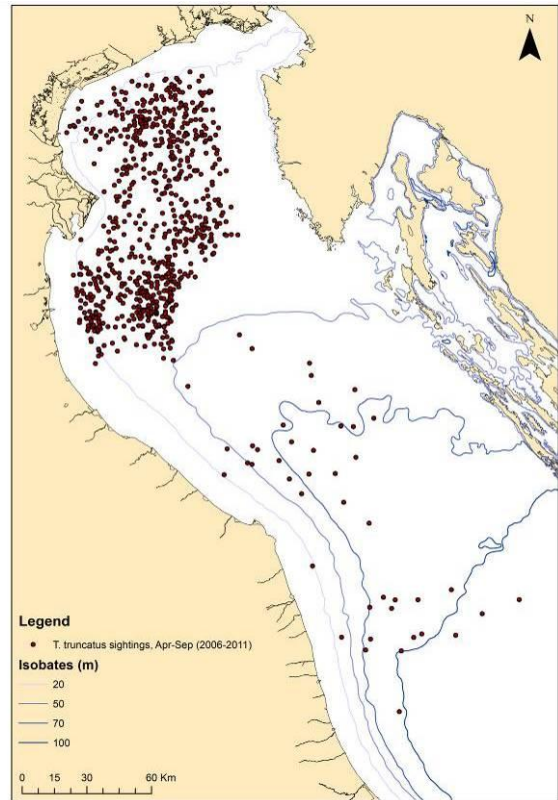 N
Legend
T. truncatus sightings, Apr-Sep (2006-2011)
Isobates (m)
20
50
70
100
0 15 30 60 Km